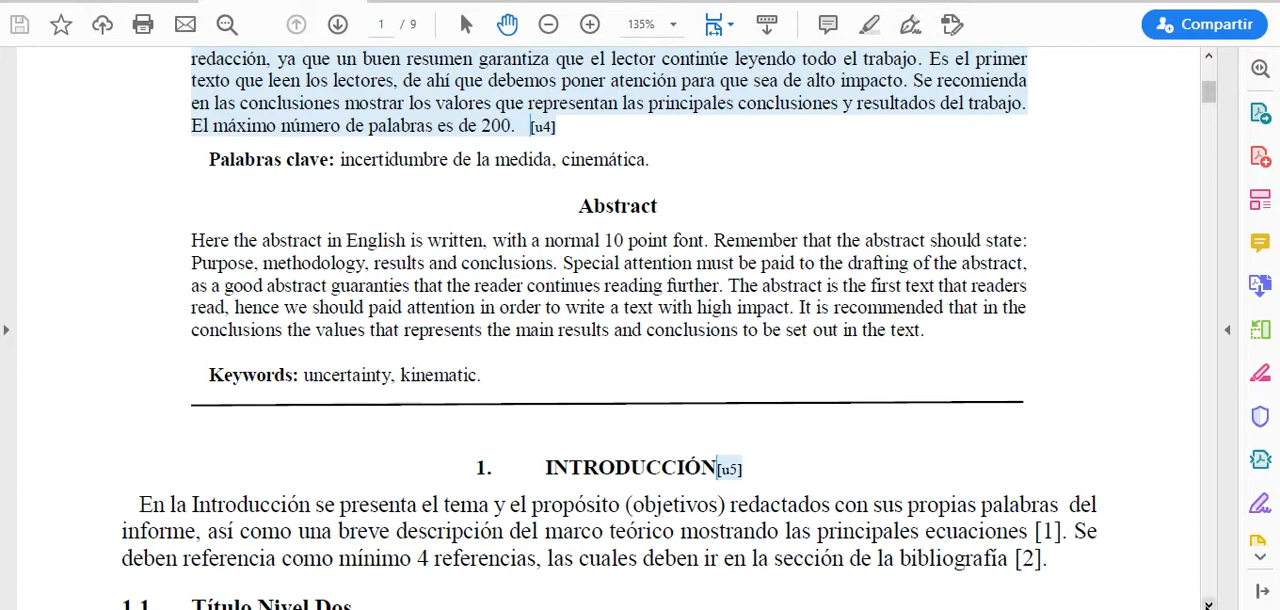 1 / 9
135%
Compartir
redacción, ya que un buen resumen garantiza que el lector continúe leyendo todo el trabajo. Es el primer
texto que leen los lectores, de ahí que debemos poner atención para que sea de alto impacto. Se recomienda
en las conclusiones mostrar los valores que representan las principales conclusiones y resultados del trabajo.
El máximo número de palabras es de 200. [u4]
Palabras clave: incertidumbre de la medida, cinemática.
Abstract
Here the abstract in English is written, with a normal 10 point font. Remember that the abstract should state:
Purpose, methodology, results and conclusions. Special attention must be paid to the drafting of the abstract,
as a good abstract guaranties that the reader continues reading further. The abstract is the first text that readers
read, hence we should paid attention in order to write a text with high impact. It is recommended that in the
conclusions the values that represents the main results and conclusions to be set out in the text.
Keywords: uncertainty, kinematic.
1. INTRODUCCIÓN[u5]
En la Introducción se presenta el tema y el propósito (objetivos) redactados con sus propias palabras del
informe, así como una breve descripción del marco teórico mostrando las principales ecuaciones [1]. Se
deben referencia como mínimo 4 referencias, las cuales deben ir en la sección de la bibliografía [2].
1.1 Título Nivel Dos